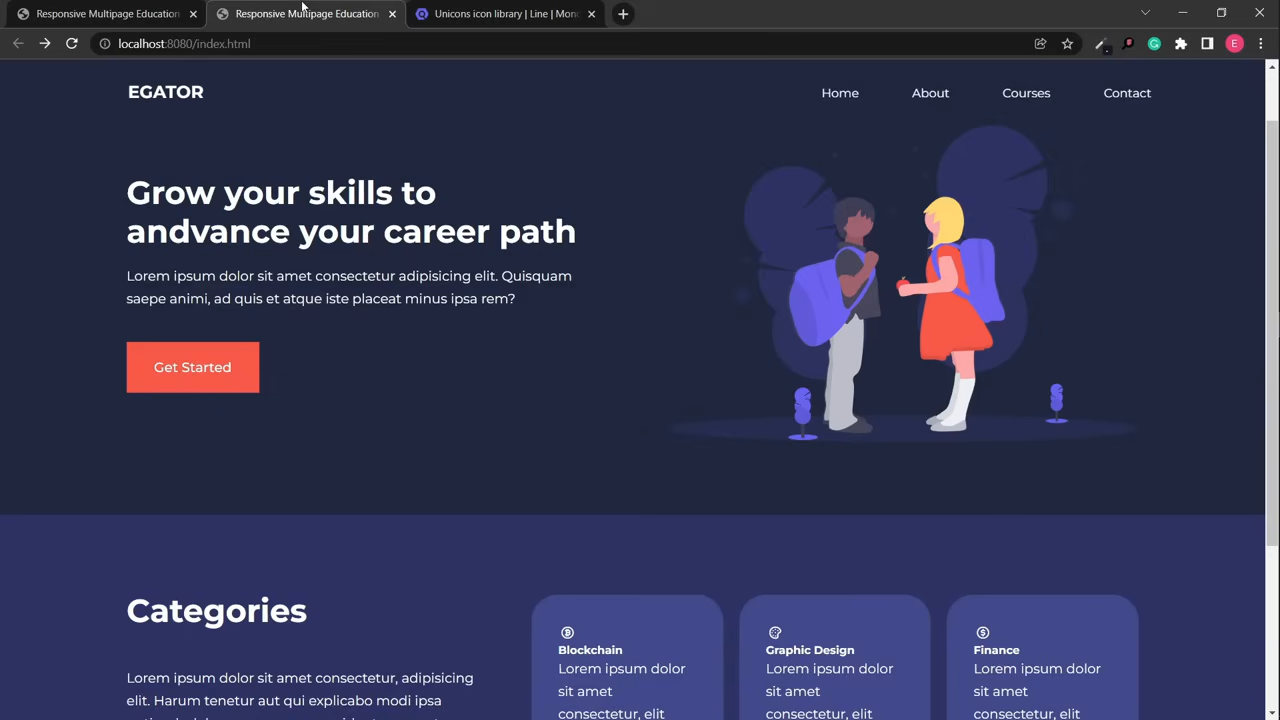 Responsive Multipage Education
Responsive Multipage Education
Unicons icon library | Line | Mono
localhost:8080/index.html
E
EGATOR
Home
About
Courses
Contact
Grow your skills to
andvance your career path
Lorem ipsum dolor sit amet consectetur adipisicing elit. Quisquam
saepe animi, ad quis et atque iste placeat minus ipsa rem?
Get Started
Categories
Lorem ipsum dolor sit amet consectetur, adipisicing
elit. Harum tenetur aut qui explicabo modi ipsa
Blockchain
Lorem ipsum dolor
sit amet
consectetur, elit
Graphic Design
Lorem ipsum dolor
sit amet
consectetur, elit
Finance
Lorem ipsum dolor
sit amet
consectetur, elit